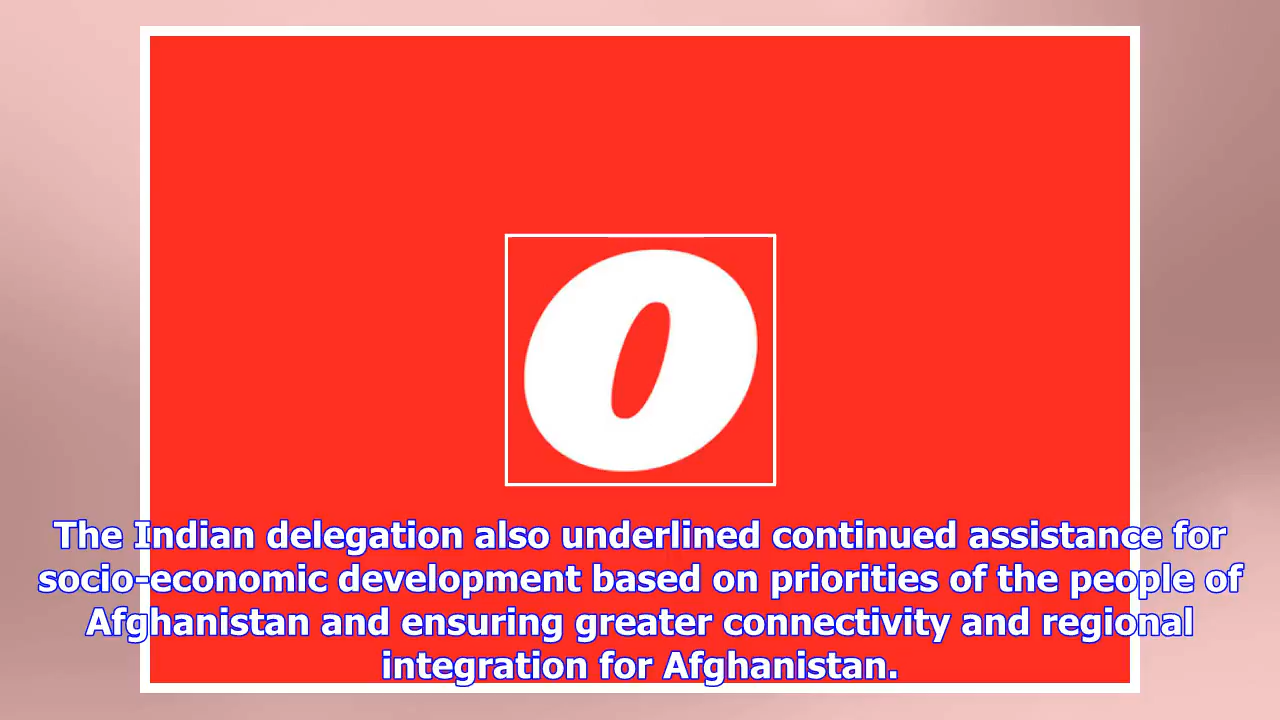 O
The Indian delegation also underlined continued assistance for
socio-economic development based on priorities of the people of
Afghanistan and ensuring greater connectivity and regional
integration for Afghanistan.